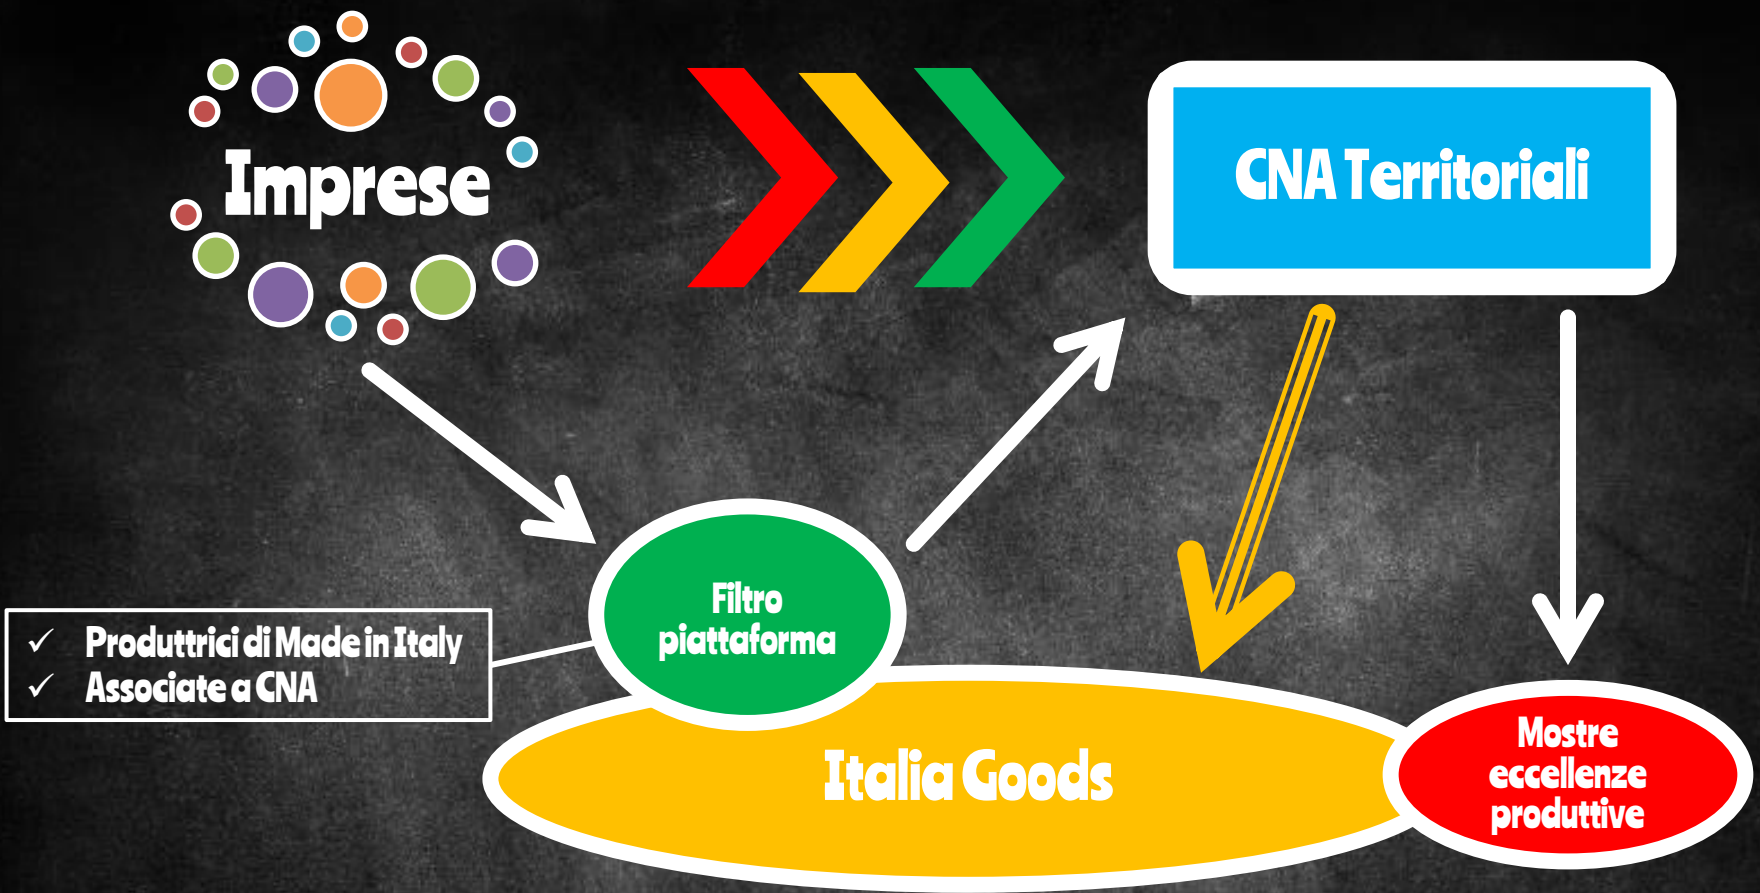 Imprese
CNA Territoriali
Filtro
piattaforma
✓ Produttrici di Made in Italy
✓ Associate a CNA
Italia Goods
Mostre
eccellenze
produttive